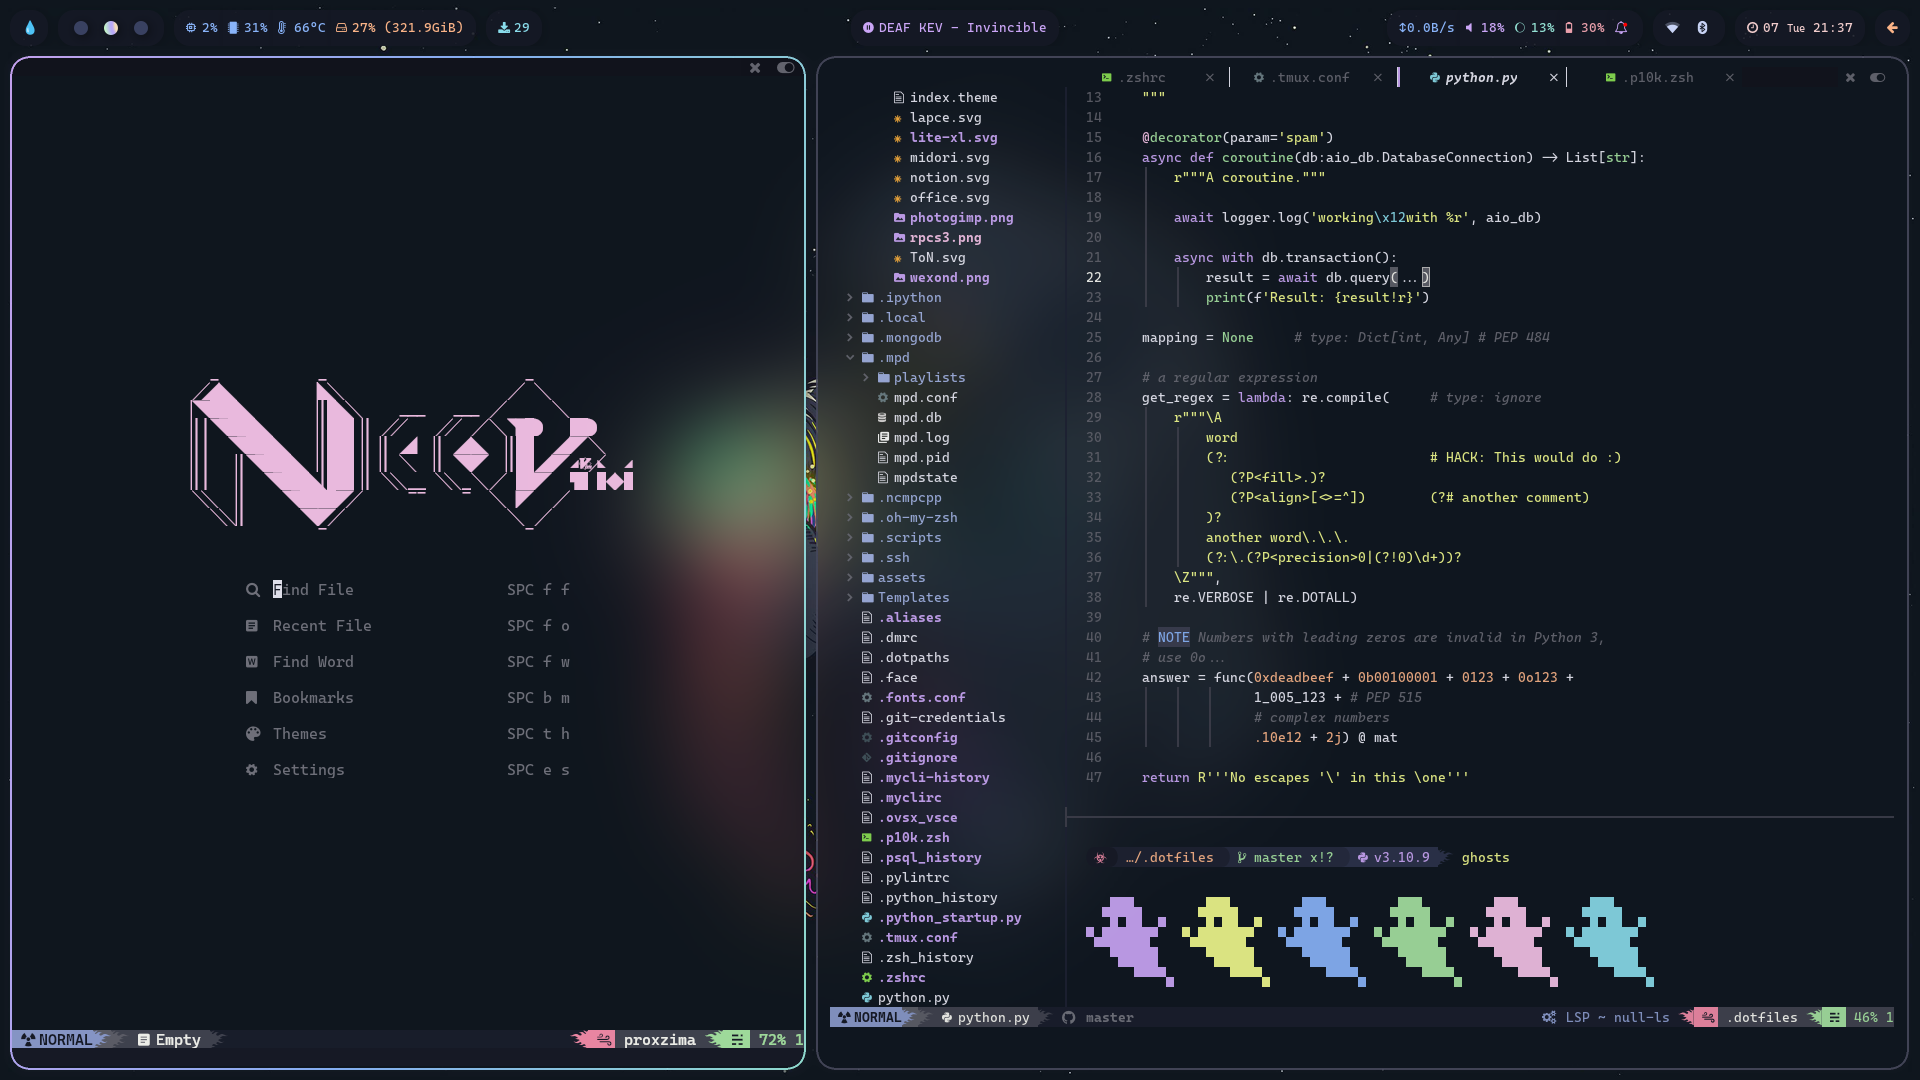 2% 31% 66°C 27% (321.9GiB) 29 DEAF KEV - Invincible ↕0.0B/s 18% 13% 30% 07 Tue 21:37
NEOVim
Find File SPC f f
Recent File SPC f o
Find Word SPC f w
Bookmarks SPC b m
Themes SPC t h
Settings SPC e s
NORMAL Empty proxzima 72% 1
.zshrc × .tmux.conf × python.py × .p10k.zsh ×
index.theme
lapce.svg
lite-xl.svg
midori.svg
notion.svg
office.svg
photogimp.png
rpcs3.png
ToN.svg
wexond.png
.ipython
.local
.mongodb
.mpd
playlists
mpd.conf
mpd.db
mpd.log
mpd.pid
mpdstate
.ncmpcpp
.oh-my-zsh
.scripts
.ssh
assets
Templates
.aliases
.dmrc
.dotpaths
.face
.fonts.conf
.git-credentials
.gitconfig
.gitignore
.mycli-history
.myclirc
.ovsx_vsce
.p10k.zsh
.psql_history
.pylintrc
.python_history
.python_startup.py
.tmux.conf
.zsh_history
.zshrc
python.py
13 """
14
15 @decorator(param='spam')
16 async def coroutine(db:aio_db.DatabaseConnection) -> List[str]:
17 r"""A coroutine."""
18
19 await logger.log('working\x12with %r', aio_db)
20
21 async with db.transaction():
22 result = await db.query(...)
23 print(f'Result: {result!r}')
24
25 mapping = None # type: Dict[int, Any] # PEP 484
26
27 # a regular expression
28 get_regex = lambda: re.compile( # type: ignore
29 r"""\A
30 word
31 (?: # HACK: This would do :)
32 (?P<fill>.)?
33 (?P<align>[<>=^]) (?# another comment)
34 )?
35 another word\.\.\.
36 (?:\.(?P<precision>0|(?!0)\d+))?
37 \Z""",
38 re.VERBOSE | re.DOTALL)
39
40 # NOTE Numbers with leading zeros are invalid in Python 3,
41 # use 0o...
42 answer = func(0xdeadbeef + 0b00100001 + 0123 + 0o123 +
43 1_005_123 + # PEP 515
44 # complex numbers
45 .10e12 + 2j) @ mat
46
47 return R'''No escapes '\' in this \one'''
…/.dotfiles master x!? v3.10.9 ghosts
NORMAL python.py master LSP ~ null-ls .dotfiles 46% 1